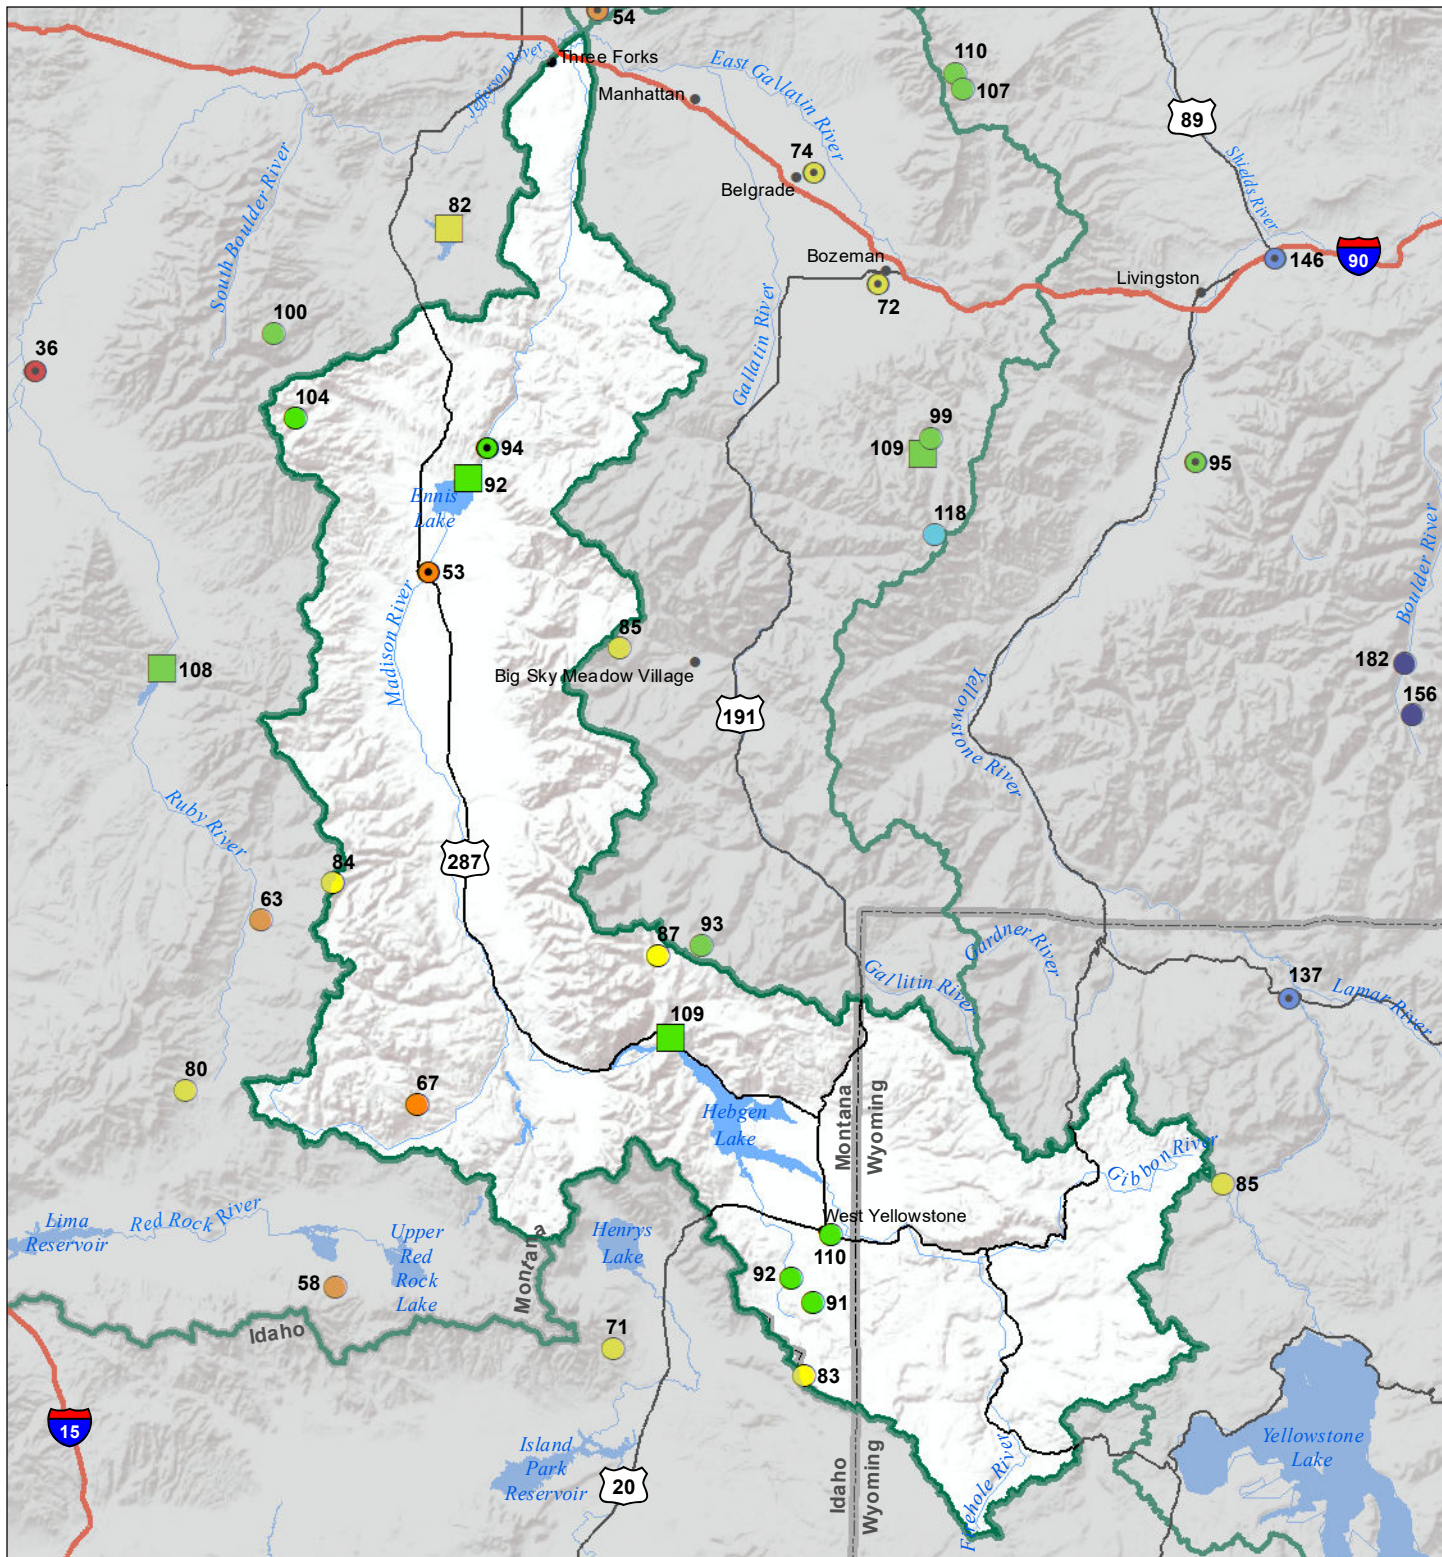 54
Three Forks
Jefferson River
East Gallatin River
110
107
Manhattan
89
74
Belgrade
Shields River
South Boulder River
82
Bozeman
72
Livingston
146
90
Gallatin River
100
36
104
94
92
Ennis
Lake
99
109
95
118
53
Madison River
Boulder River
85
Big Sky Meadow Village
182
156
108
191
Yellowstone River
Ruby River
287
84
63
87
93
Gallitin River
Gardner River
137
Lamar River
109
80
67
Hebgen
Lake
Montana
Wyoming
Gibbon River
85
Lima
Reservoir
Red Rock River
Upper
Red
Rock
Lake
Montana
Henrys
Lake
West Yellowstone
110
92
91
58
Idaho
71
83
15
Island
Park
Reservoir
20
Idaho
Wyoming
Firehole River
Yellowstone
Lake